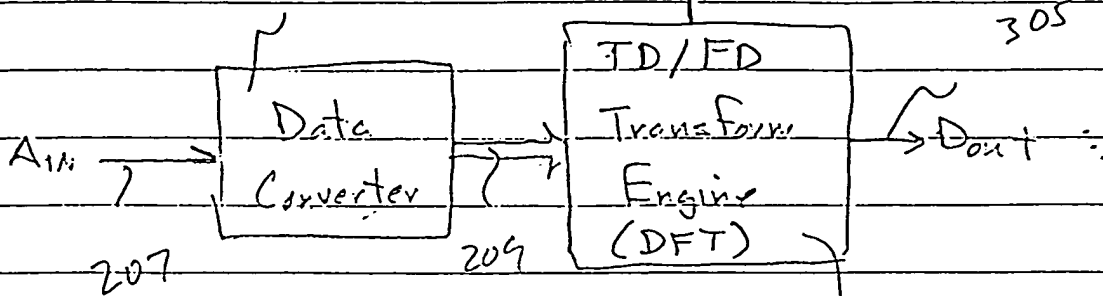 305
TD/FD
Data
Transform
AIN
Dout
Converter
Engine
(DFT)
207
209